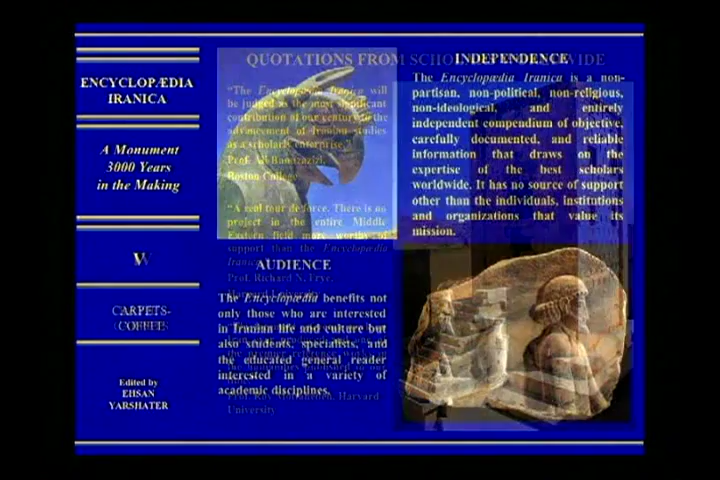 ENCYCLOPÆDIA
IRANICA
A Monument
3000 Years
in the Making
CARPETS-
COFFEE
Edited by
EHSAN
YARSHATER
QUOTATIONS FROM
"The Encyclopædia Iranica will
be judged as the most significant
contribution of our century to the
advancement of Iranian studies
as a scholarly enterprise."
Prof. Ali Banuazizi,
Boston College
"A real tour de force. There is no
project in the entire Middle
Eastern field more worthy of
support than the Encyclopædia
Iranica."
Prof. Richard N. Frye,
Harvard University
AUDIENCE
The Encyclopædia benefits not
only those who are interested
in Iranian life and culture but
also students, specialists, and
the educated general reader
interested in a variety of
academic disciplines.
Harvard
University
INDEPENDENCE
The Encyclopædia Iranica is a non-
partisan, non-political, non-religious,
non-ideological, and entirely
independent compendium of objective,
carefully documented, and reliable
information that draws on the
expertise of the best scholars
worldwide. It has no source of support
other than the individuals, institutions
and organizations that value its
mission.